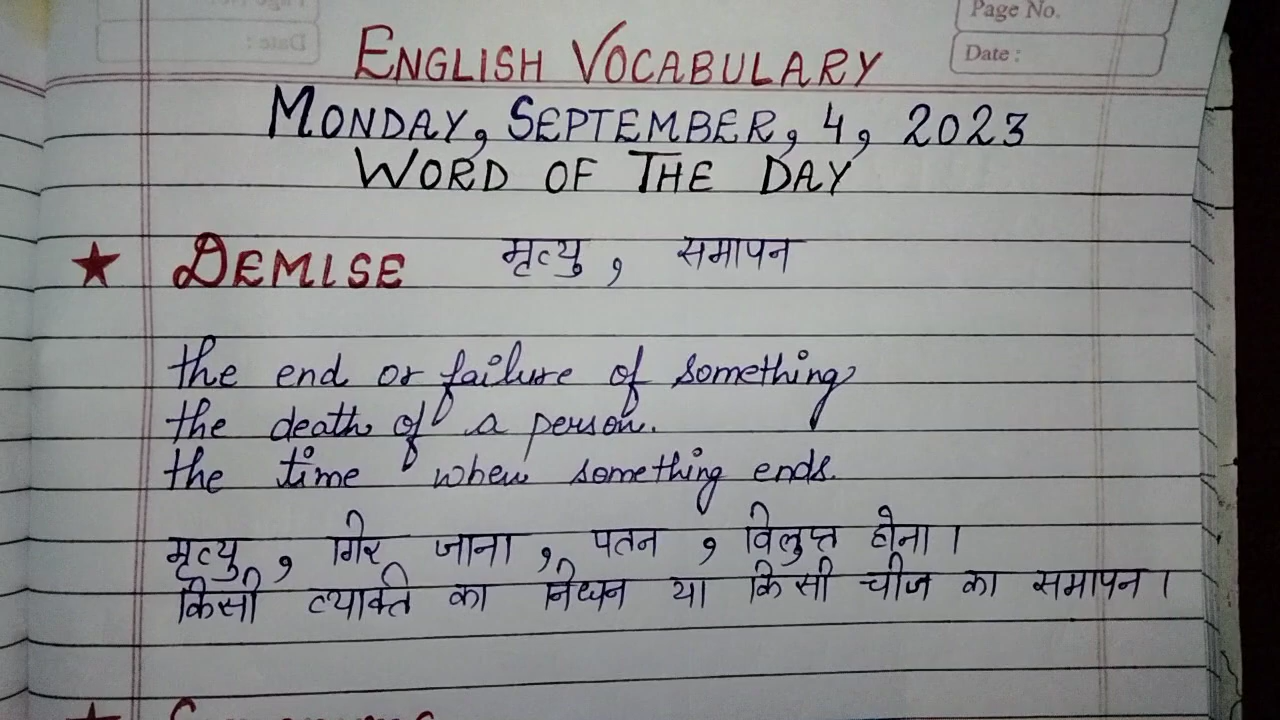 Page No.
Date :
ENGLISH VOCABULARY
MONDAY, SEPTEMBER, 4, 2023
WORD OF THE DAY
★ DEMISE मृत्यु, समापन
the end or failure of something
the death of a person.
the time when something ends.
मृत्यु, गिर जाना, पतन, विलुप्त होना।
किसी व्यक्ति का निधन या किसी चीज का समापन।